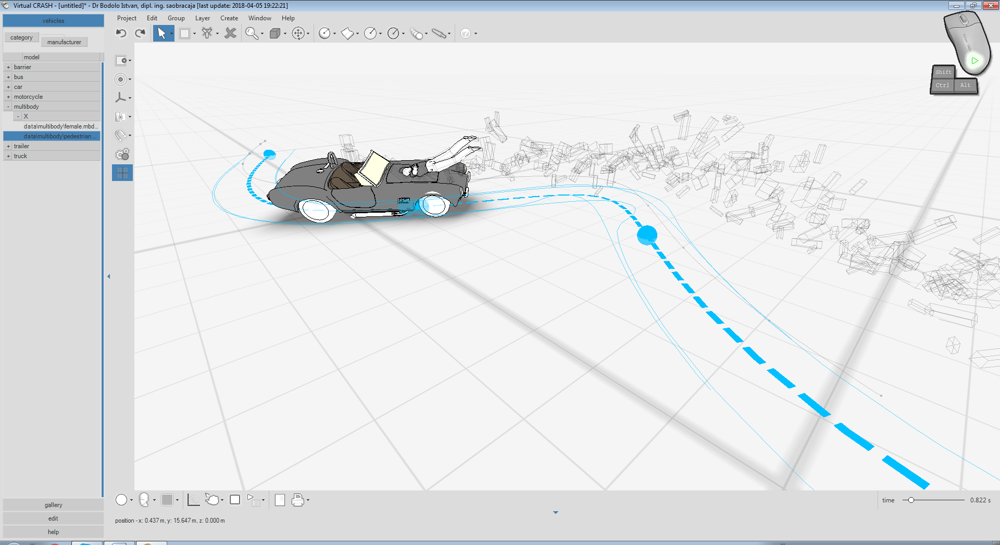 Virtual CRASH - [untitled]* - Dr Bodolo Istvan, dipl. ing. saobracaja [last update: 2018-04-05 19:22:21]
vehicles
Project Edit Group Layer Create Window Help
category
manufacturer
model
+ barrier
+ bus
+ car
+ motorcycle
- multibody
- X
data\multibody\female.mbd...
data\multibody\pedestrian....
+ trailer
+ truck
Shift
Ctrl Alt
gallery
edit
help
time 0.822 s
position - x: 0.437 m, y: 15.647 m, z: 0.000 m